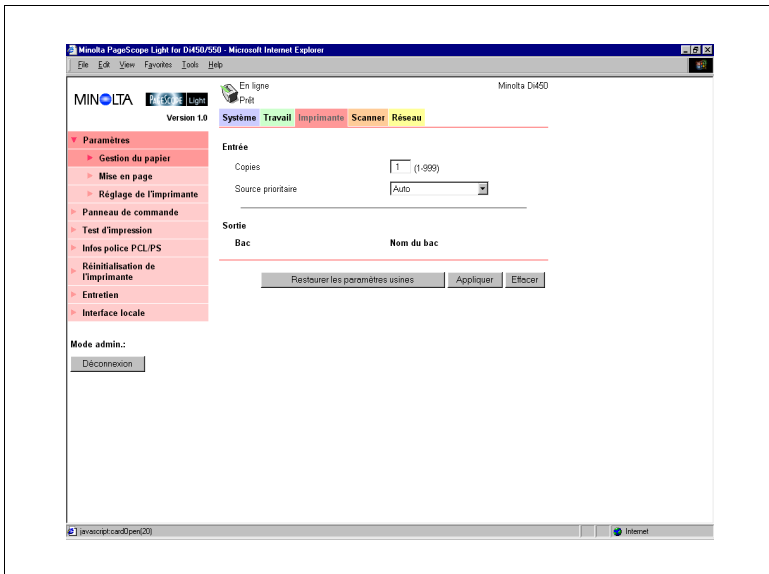 Minolta PageScope Light for Di450/550 - Microsoft Internet Explorer
File Edit View Favorites Tools Help
MINOLTA PAGESCOPE Light
Version 1.0
En ligne
Prêt
Minolta Di450
Système Travail Imprimante Scanner Réseau
Paramètres
Gestion du papier
Mise en page
Réglage de l'imprimante
Panneau de commande
Test d'impression
Infos police PCL/PS
Réinitialisation de
l'imprimante
Entretien
Interface locale
Mode admin.:
Déconnexion
Entrée
Copies 1 (1-999)
Source prioritaire Auto
Sortie
Bac Nom du bac
Restaurer les paramètres usines Appliquer Effacer
javascript:cardOpen(20) Internet